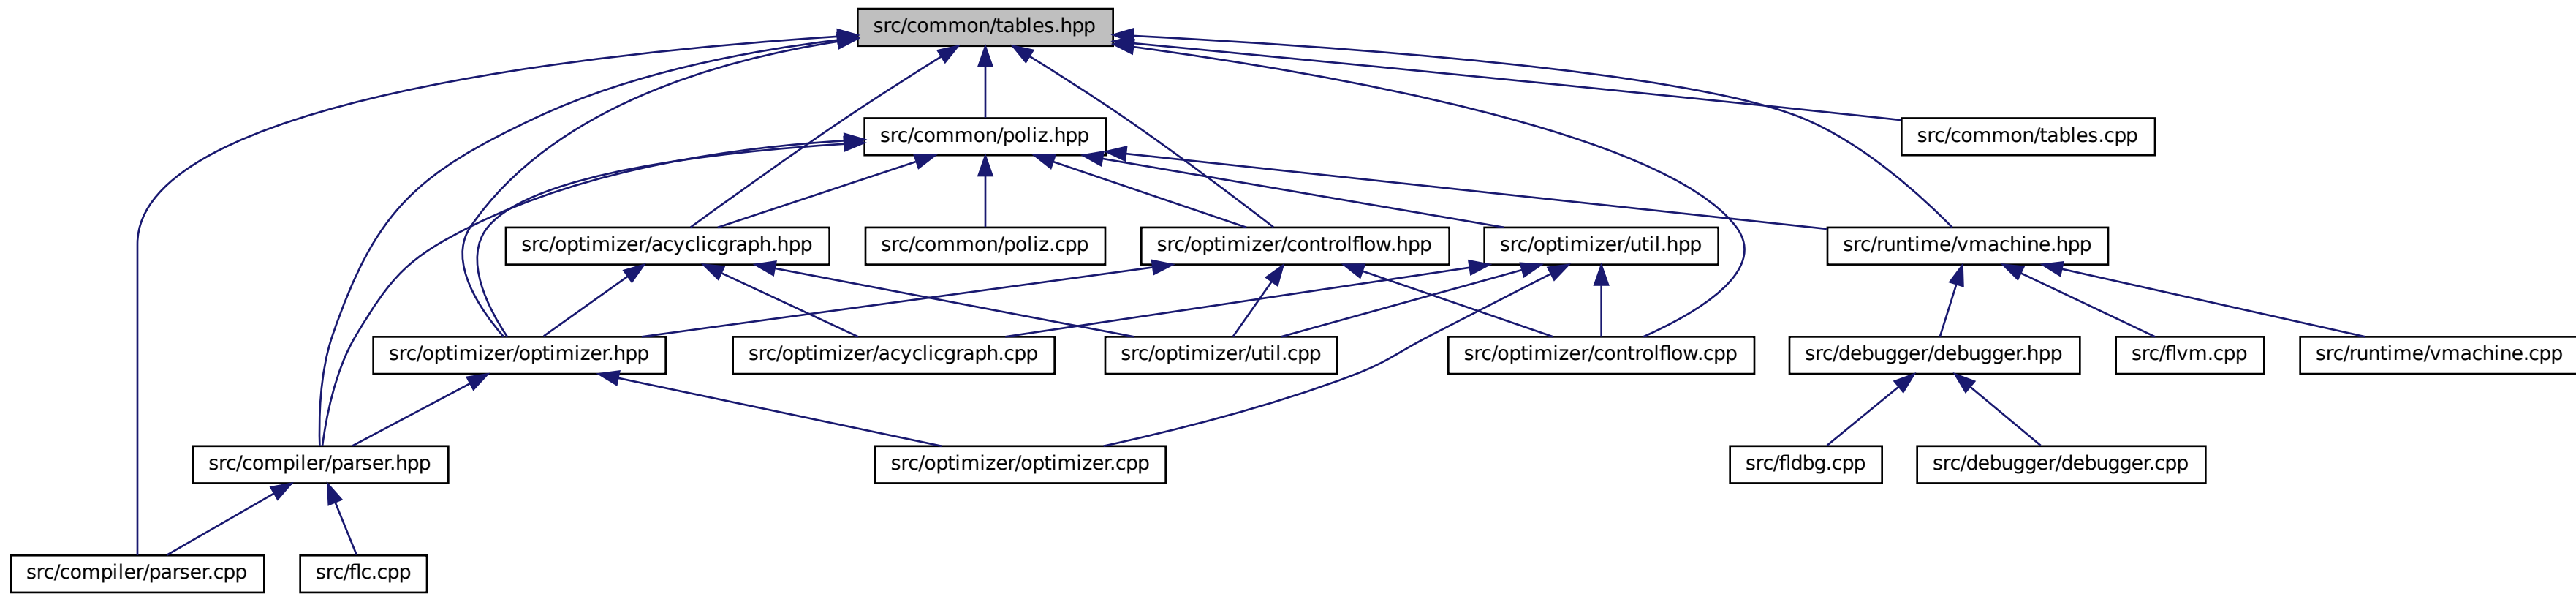 src/common/tables.hpp
src/common/poliz.hpp
src/common/tables.cpp
src/optimizer/acyclicgraph.hpp
src/common/poliz.cpp
src/optimizer/controlflow.hpp
src/optimizer/util.hpp
src/runtime/vmachine.hpp
src/optimizer/optimizer.hpp
src/optimizer/acyclicgraph.cpp
src/optimizer/util.cpp
src/optimizer/controlflow.cpp
src/debugger/debugger.hpp
src/flvm.cpp
src/runtime/vmachine.cpp
src/compiler/parser.hpp
src/optimizer/optimizer.cpp
src/fldbg.cpp
src/debugger/debugger.cpp
src/compiler/parser.cpp
src/flc.cpp